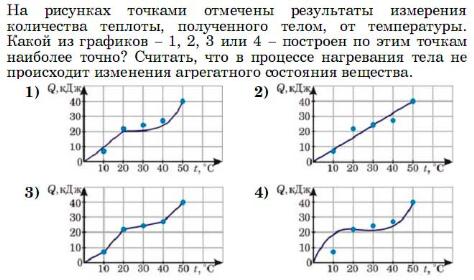 На рисунках точками отмечены результаты измерения
количества теплоты, полученного телом, от температуры.
Какой из графиков – 1, 2, 3 или 4 – построен по этим точкам
наиболее точно? Считать, что в процессе нагревания тела не
происходит изменения агрегатного состояния вещества.
1) Q, кДж
40
30
20
10
0
10 20 30 40 50 t, °C
2) Q, кДж
40
30
20
10
0
10 20 30 40 50 t, °C
3) Q, кДж
40
30
20
10
0
10 20 30 40 50 t, °C
4) Q, кДж
40
30
20
10
0
10 20 30 40 50 t, °C